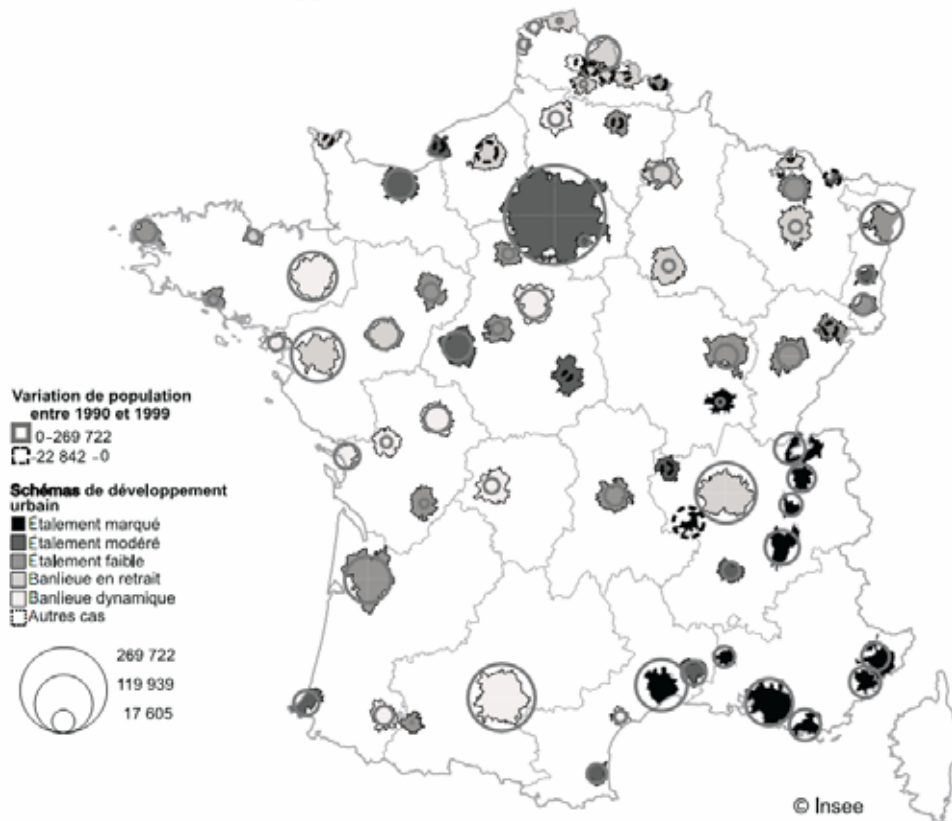 Variation de population
entre 1990 et 1999
0-269 722
-22 842 -0
Schémas de développement
urbain
Étalement marqué
Étalement modéré
Étalement faible
Banlieue en retrait
Banlieue dynamique
Autres cas
269 722
119 939
17 605
© Insee